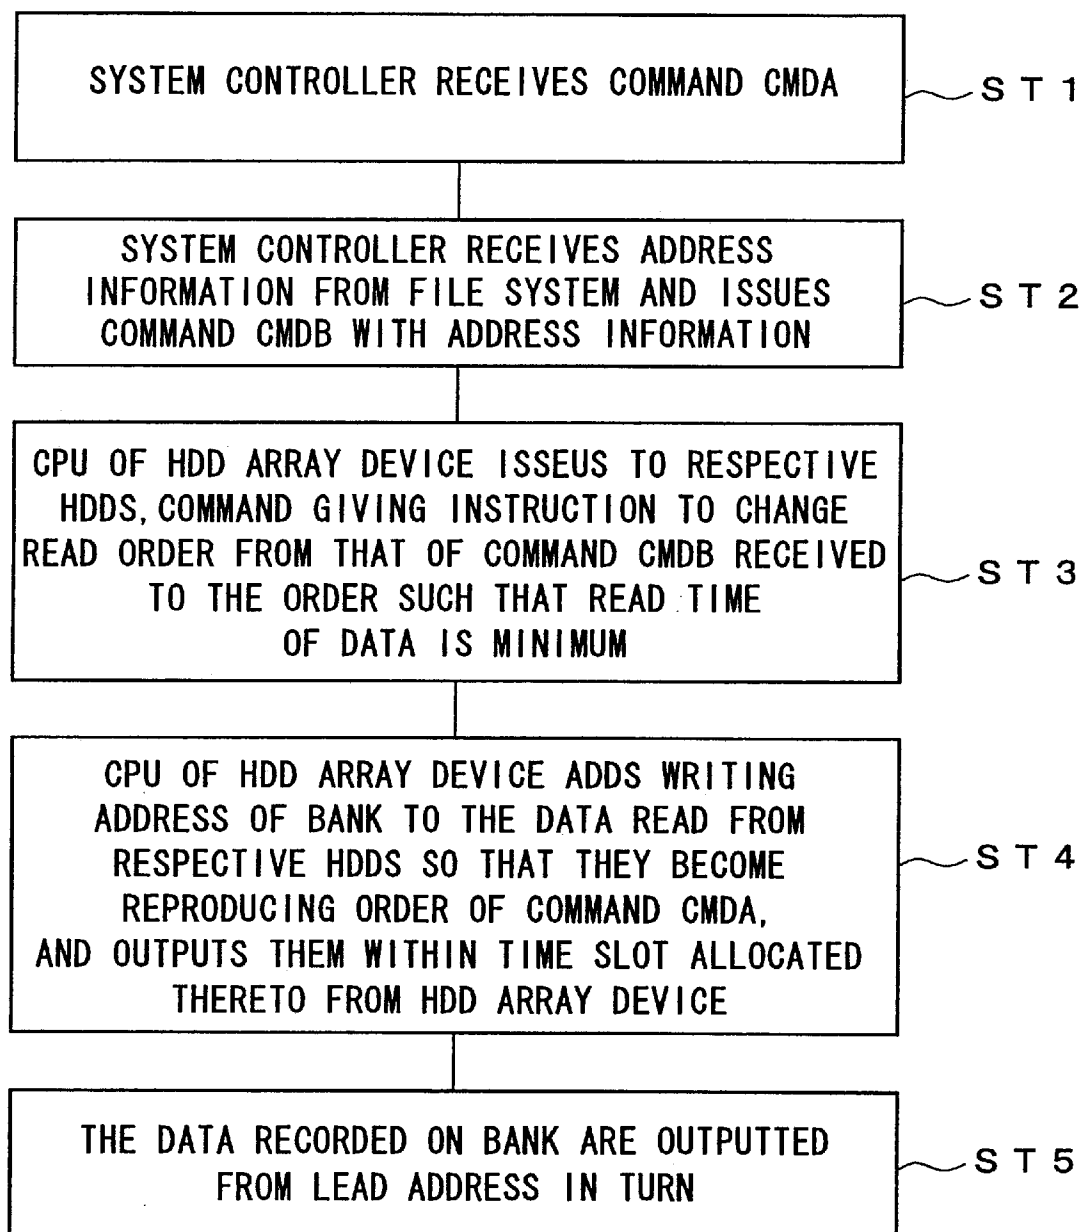 SYSTEM CONTROLLER RECEIVES COMMAND CMDA
ST1
SYSTEM CONTROLLER RECEIVES ADDRESS
INFORMATION FROM FILE SYSTEM AND ISSUES
COMMAND CMDB WITH ADDRESS INFORMATION
ST2
CPU OF HDD ARRAY DEVICE ISSEUS TO RESPECTIVE
HDDS, COMMAND GIVING INSTRUCTION TO CHANGE
READ ORDER FROM THAT OF COMMAND CMDB RECEIVED
TO THE ORDER SUCH THAT READ TIME
OF DATA IS MINIMUM
ST3
CPU OF HDD ARRAY DEVICE ADDS WRITING
ADDRESS OF BANK TO THE DATA READ FROM
RESPECTIVE HDDS SO THAT THEY BECOME
REPRODUCING ORDER OF COMMAND CMDA,
AND OUTPUTS THEM WITHIN TIME SLOT ALLOCATED
THERETO FROM HDD ARRAY DEVICE
ST4
THE DATA RECORDED ON BANK ARE OUTPUTTED
FROM LEAD ADDRESS IN TURN
ST5